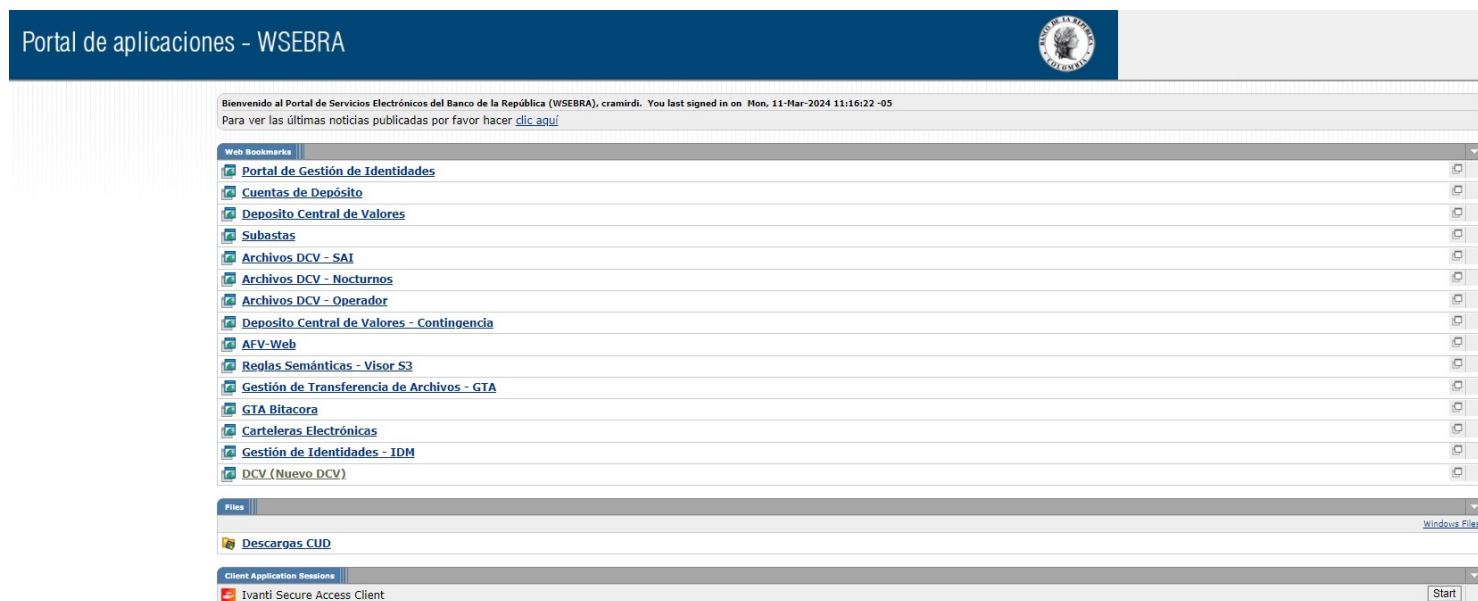 Portal de aplicaciones - WSEBRA
BANCO DE LA REPUBLICA
COLOMBIA
Bienvenido al Portal de Servicios Electrónicos del Banco de la República (WSEBRA), cramirdi. You last signed in on Mon, 11-Mar-2024 11:16:22 -05
Para ver las últimas noticias publicadas por favor hacer clic aquí
Web Bookmarks
Portal de Gestión de Identidades
Cuentas de Depósito
Deposito Central de Valores
Subastas
Archivos DCV - SAI
Archivos DCV - Nocturnos
Archivos DCV - Operador
Deposito Central de Valores - Contingencia
AFV-Web
Reglas Semánticas - Visor S3
Gestión de Transferencia de Archivos - GTA
GTA Bitacora
Carteleras Electrónicas
Gestión de Identidades - IDM
DCV (Nuevo DCV)
Files
Windows Files
Descargas CUD
Client Application Sessions
Ivanti Secure Access Client Start